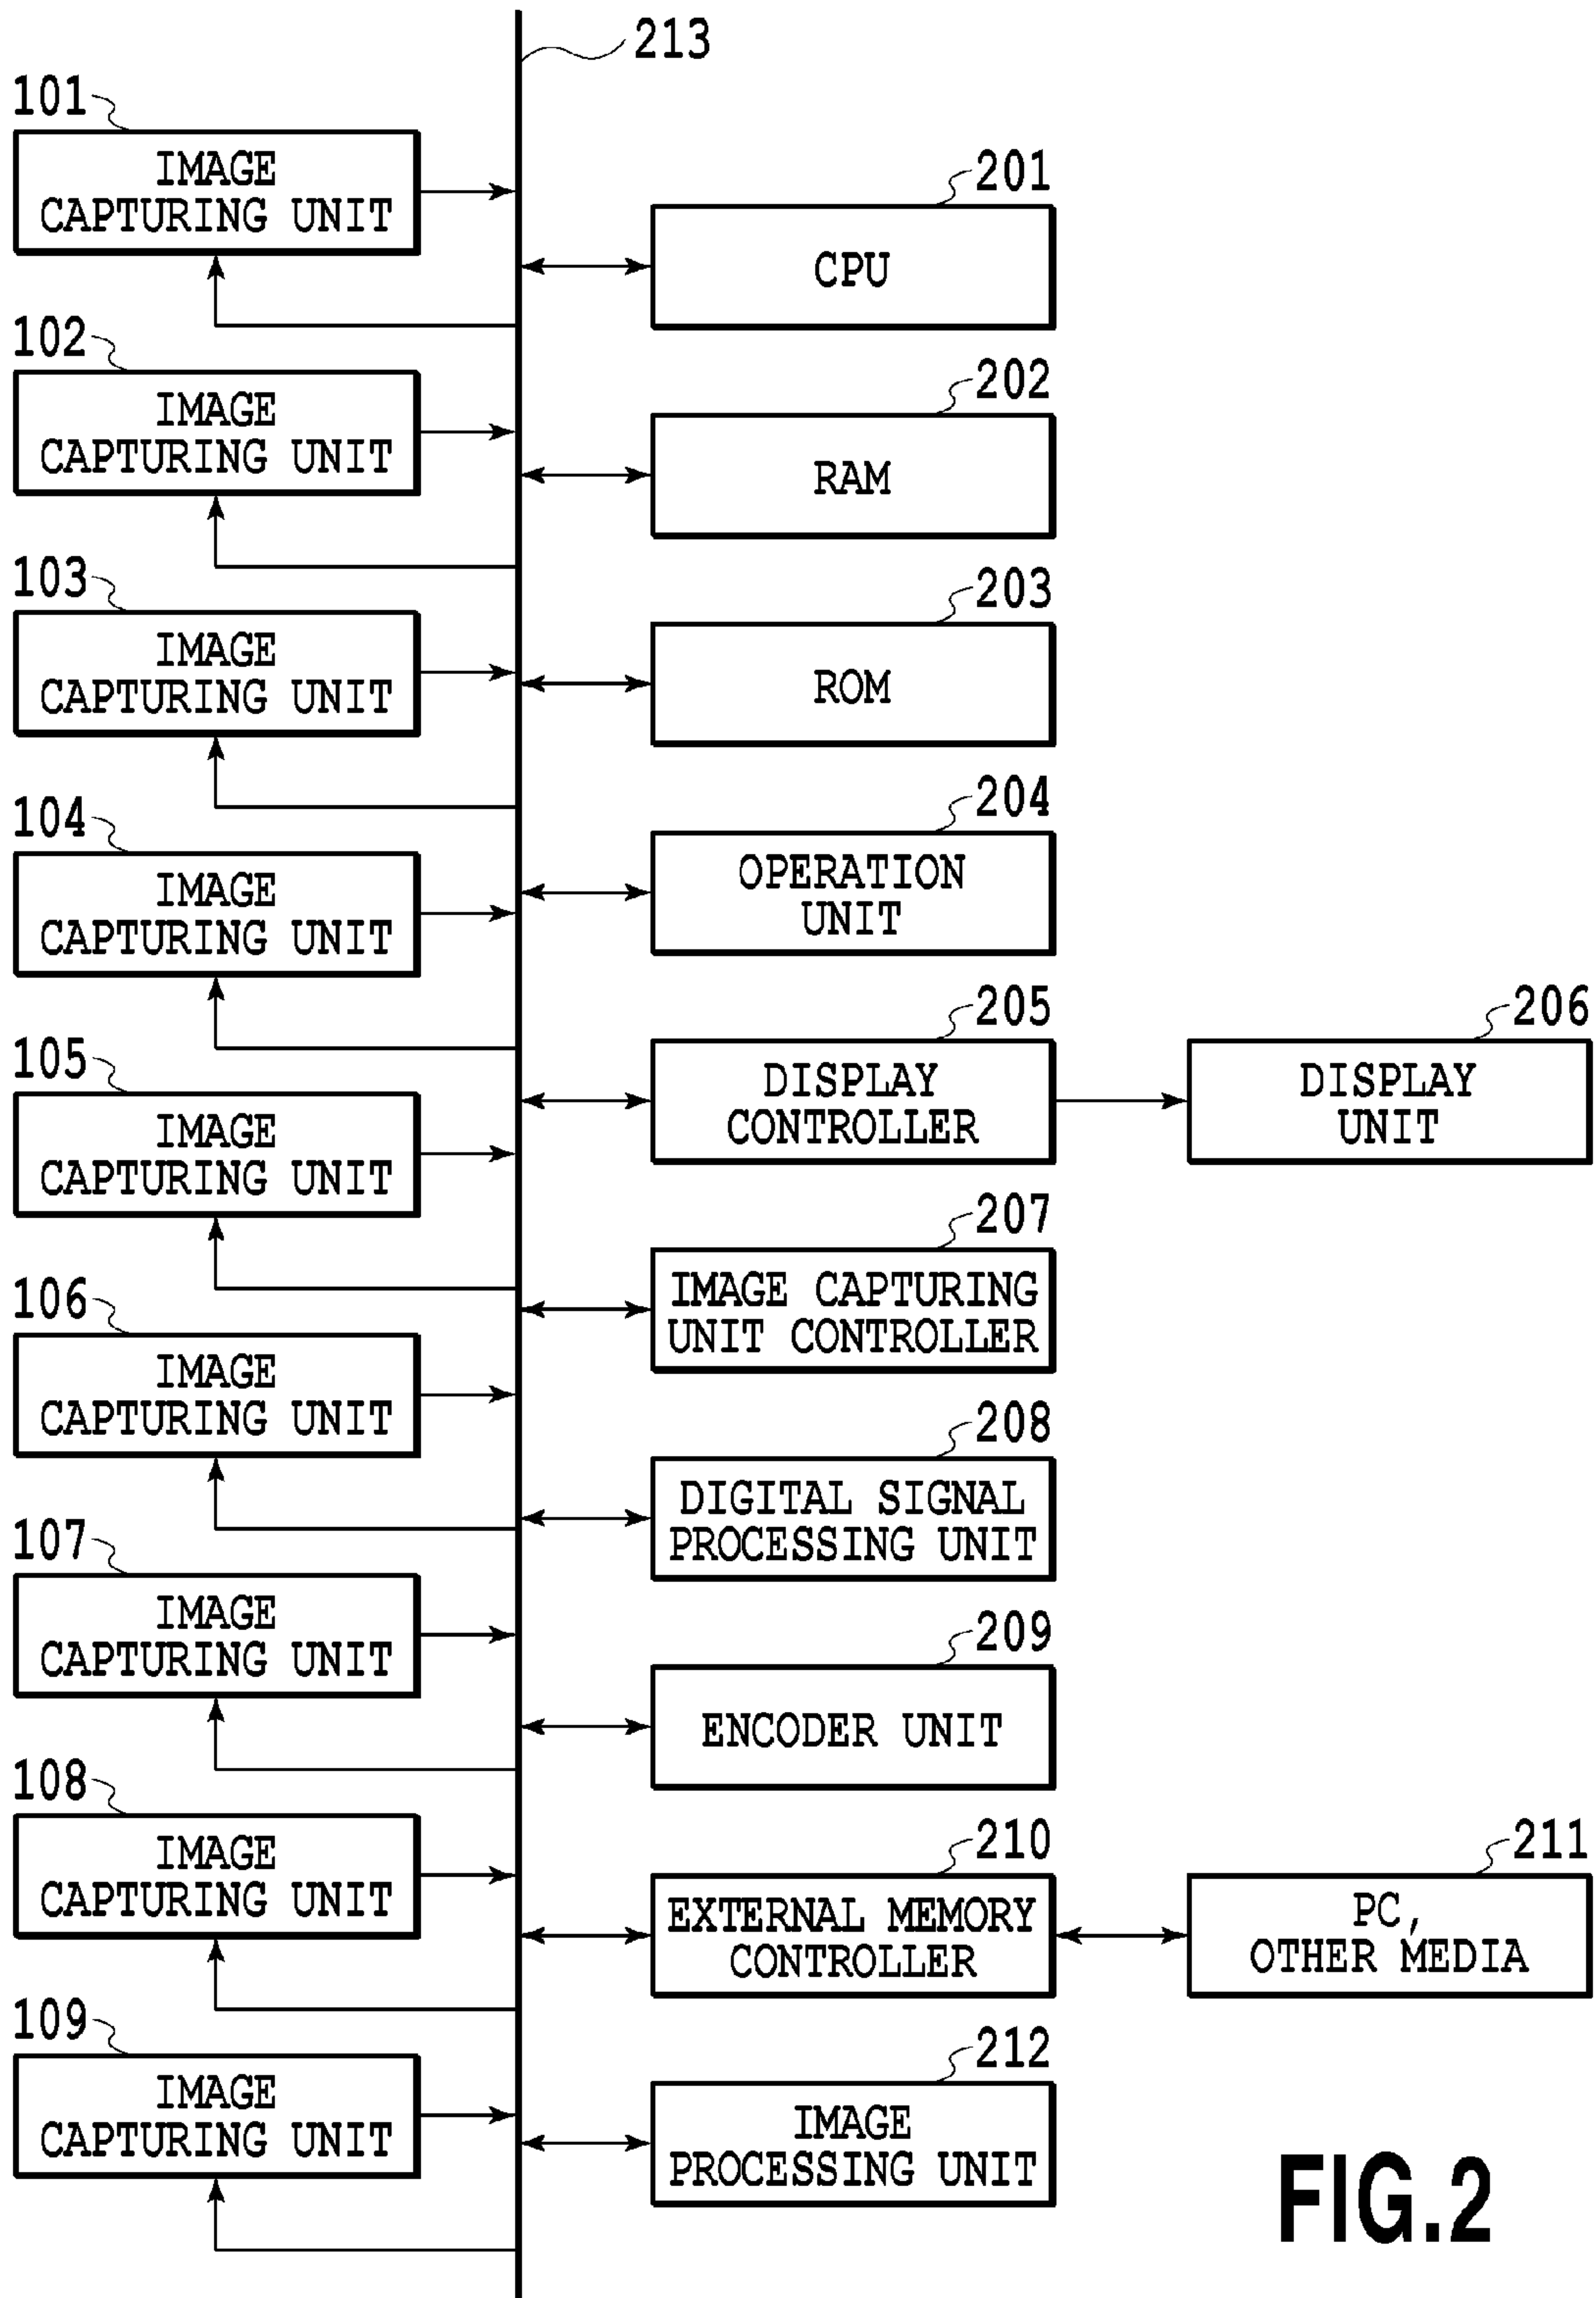 213
101
IMAGE
CAPTURING UNIT
201
CPU
102
IMAGE
CAPTURING UNIT
202
RAM
103
IMAGE
CAPTURING UNIT
203
ROM
104
IMAGE
CAPTURING UNIT
204
OPERATION
UNIT
105
IMAGE
CAPTURING UNIT
205
DISPLAY
CONTROLLER
206
DISPLAY
UNIT
106
IMAGE
CAPTURING UNIT
207
IMAGE CAPTURING
UNIT CONTROLLER
107
IMAGE
CAPTURING UNIT
208
DIGITAL SIGNAL
PROCESSING UNIT
209
ENCODER UNIT
108
IMAGE
CAPTURING UNIT
210
EXTERNAL MEMORY
CONTROLLER
211
PC,
OTHER MEDIA
109
IMAGE
CAPTURING UNIT
212
IMAGE
PROCESSING UNIT
FIG.2